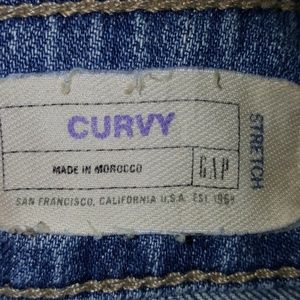 CURVY
STRETCH
MADE IN MOROCCO
GAP
SAN FRANCISCO, CALIFORNIA U.S.A. EST. 1969